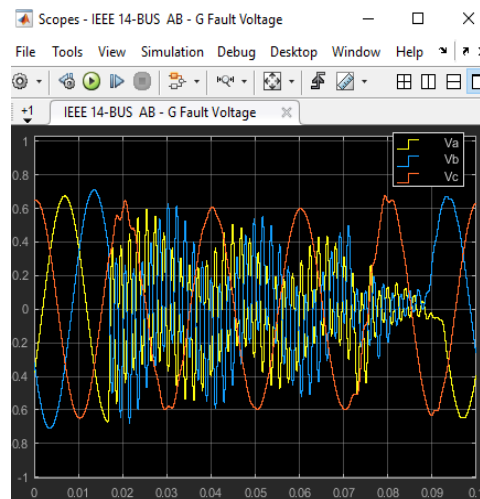 Scopes - IEEE 14-BUS AB - G Fault Voltage
File Tools View Simulation Debug Desktop Window Help
+1
IEEE 14-BUS AB - G Fault Voltage
Va
Vb
Vc
1
0.8
0.6
0.4
0.2
0
0.2
0.4
0.6
0.8
-1
0 0.01 0.02 0.03 0.04 0.05 0.06 0.07 0.08 0.09 0.